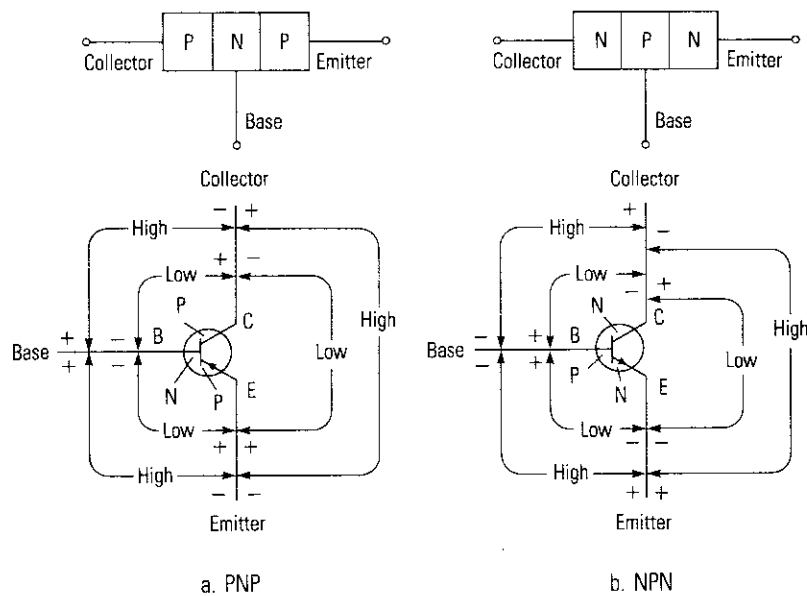 P N P
Collector
Emitter
Base
Collector
− +
High
+ −
Low
P
C
High
Low
Base
+ − B
+ −
N
P
E
Low
+ +
High
− −
Emitter
a. PNP
N P N
Collector
Emitter
Base
Collector
+
−
High
Low
+
−
N
C
High
Low
Base
− + B
− +
P
N
E
Low
− −
High
+ +
Emitter
b. NPN